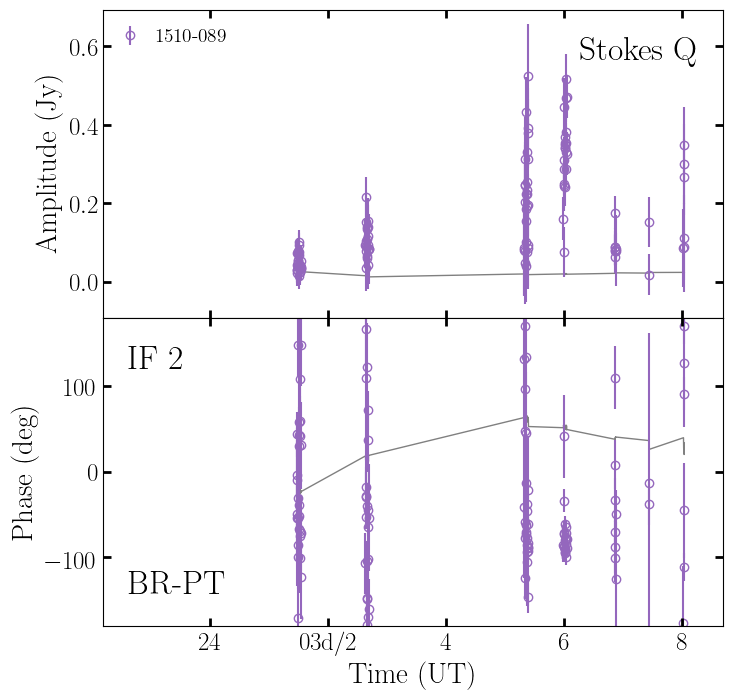 1510-089
Stokes Q
0.6
0.4
0.2
0.0
Amplitude (Jy)
IF 2
100
0
−100
Phase (deg)
BR-PT
24 03d/2 4 6 8
Time (UT)